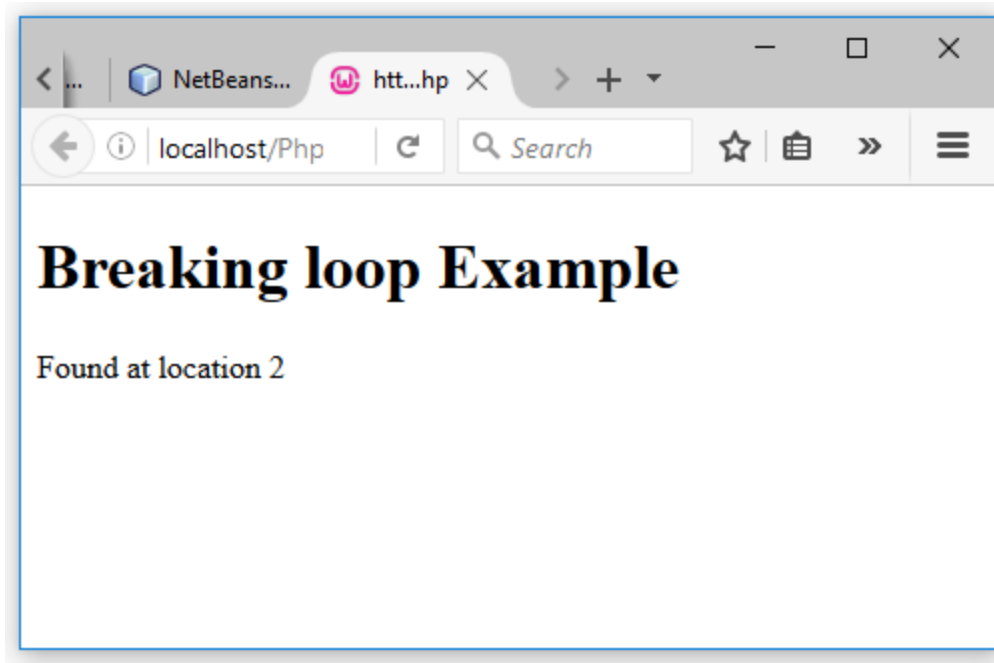 ...
NetBeans...
htt...hp
localhost/Php
Search
Breaking loop Example
Found at location 2